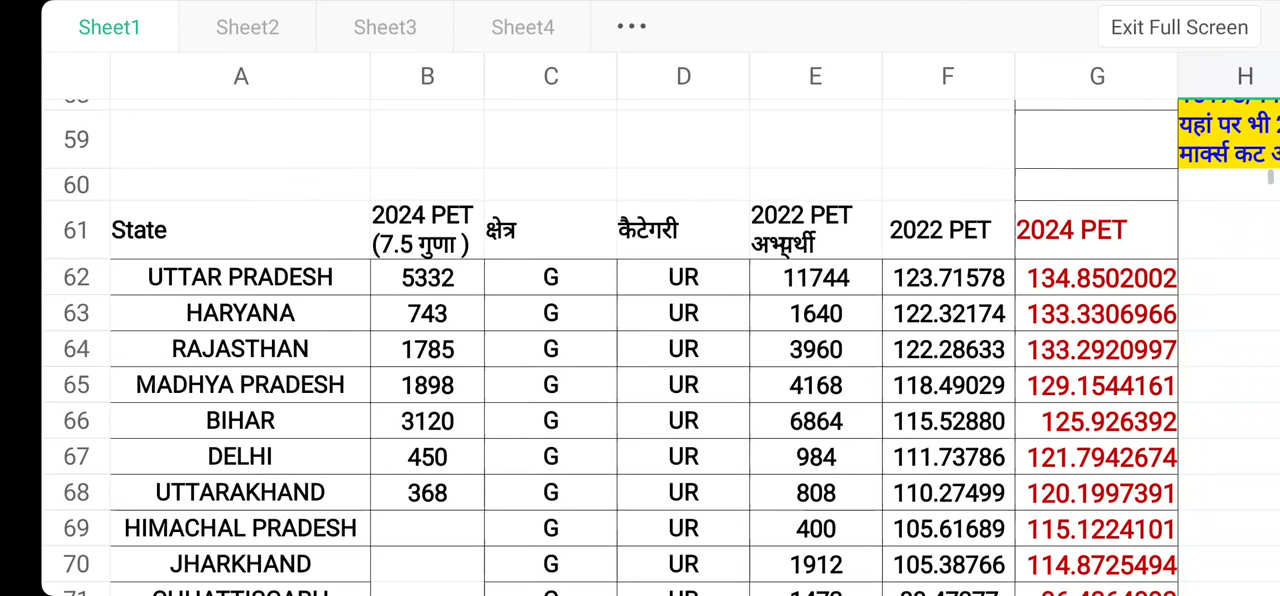 Sheet1 Sheet2 Sheet3 Sheet4 ••• Exit Full Screen
A B C D E F G H
59 यहां पर भी
मार्क्स कट
60
61 State 2024 PET (7.5 गुणा ) क्षेत्र कैटेगरी 2022 PET अभ्यर्थी 2022 PET 2024 PET
62 UTTAR PRADESH 5332 G UR 11744 123.71578 134.8502002
63 HARYANA 743 G UR 1640 122.32174 133.3306966
64 RAJASTHAN 1785 G UR 3960 122.28633 133.2920997
65 MADHYA PRADESH 1898 G UR 4168 118.49029 129.1544161
66 BIHAR 3120 G UR 6864 115.52880 125.926392
67 DELHI 450 G UR 984 111.73786 121.7942674
68 UTTARAKHAND 368 G UR 808 110.27499 120.1997391
69 HIMACHAL PRADESH G UR 400 105.61689 115.1224101
70 JHARKHAND G UR 1912 105.38766 114.8725494